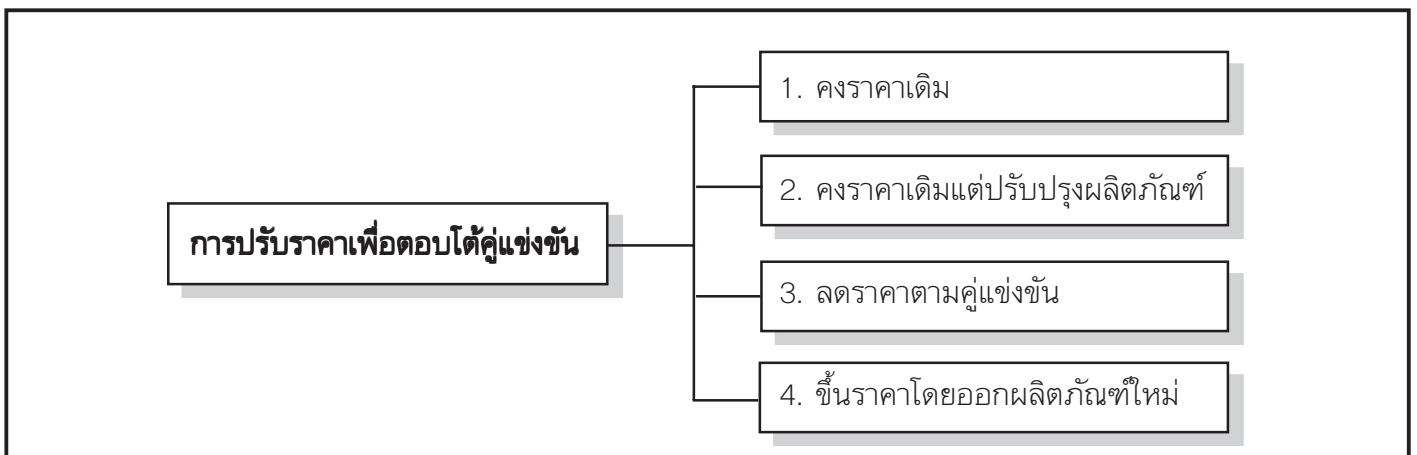 การปรับราคาเพื่อตอบโต้คู่แข่งขัน
1. คงราคาเดิม
2. คงราคาเดิมแต่ปรับปรุงผลิตภัณฑ์
3. ลดราคาตามคู่แข่งขัน
4. ขึ้นราคาโดยออกผลิตภัณฑ์ใหม่